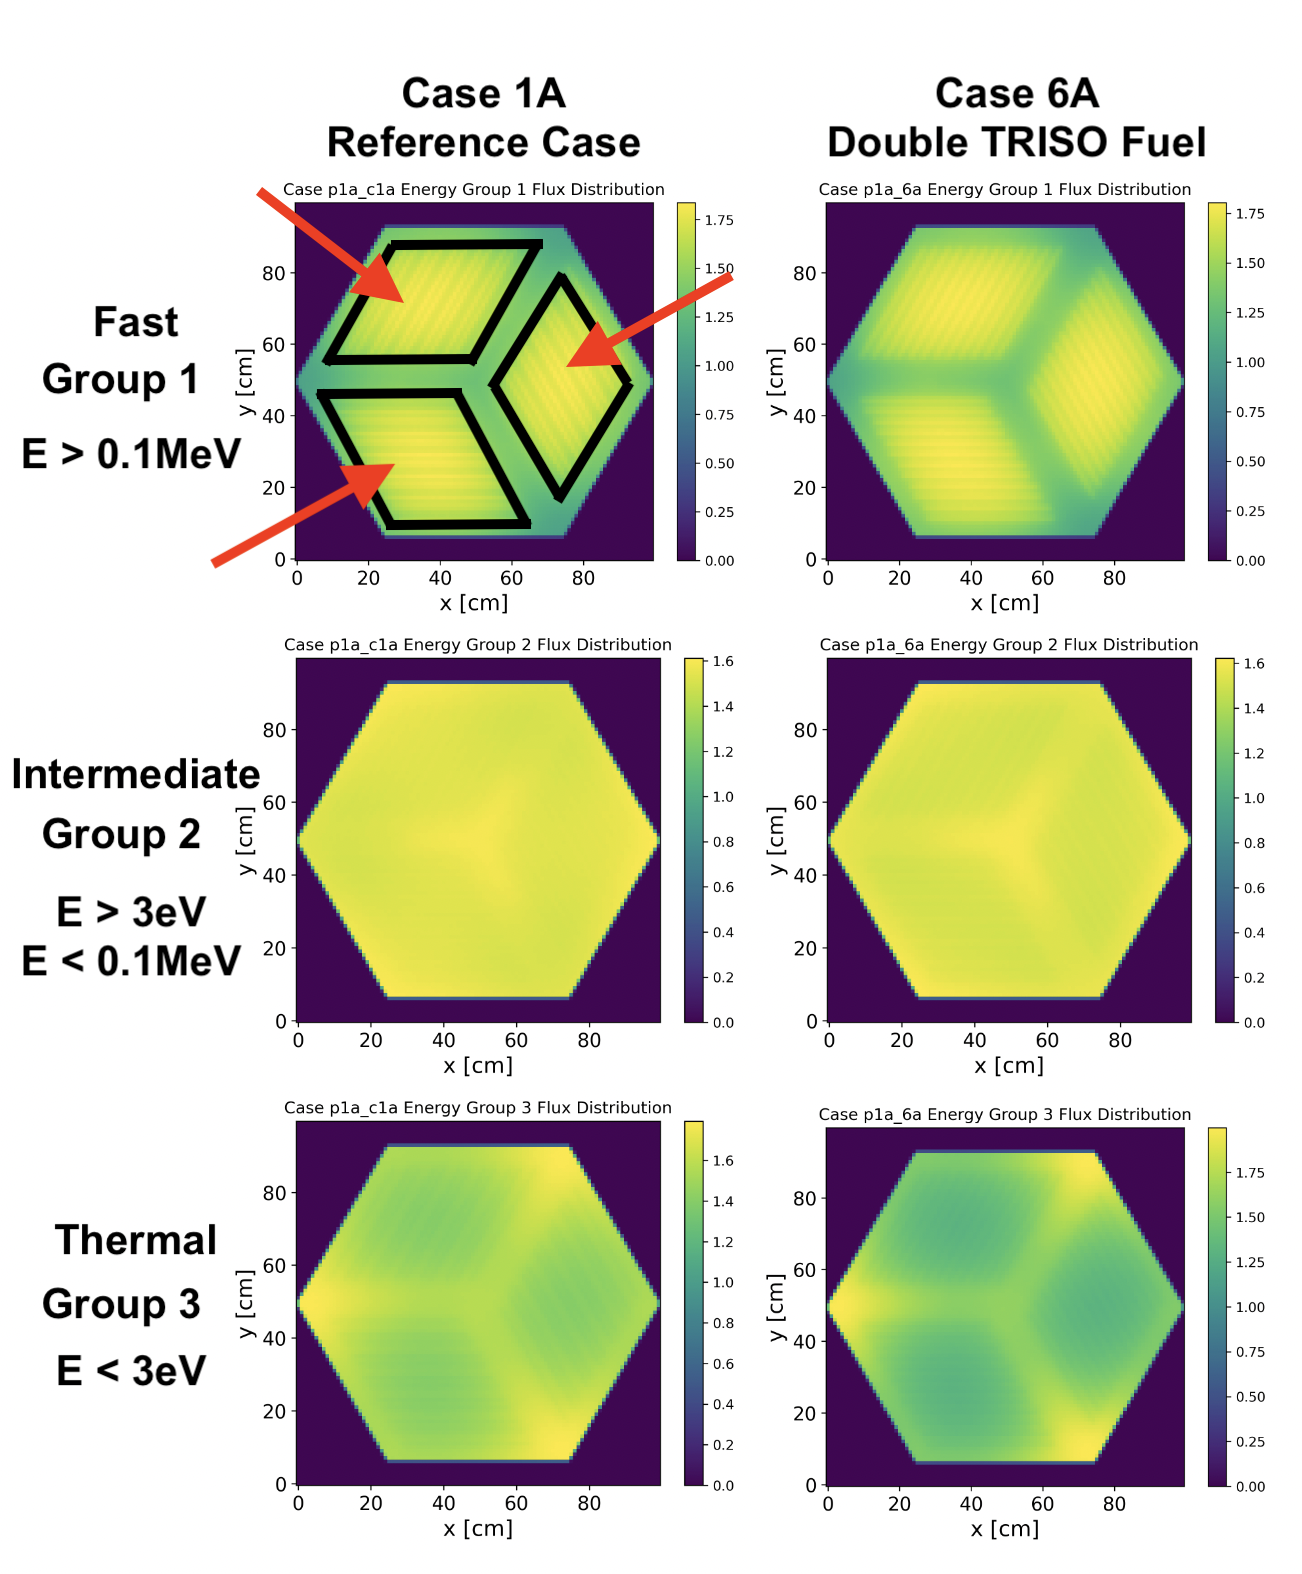 Case 1A
Reference Case
Case 6A
Double TRISO Fuel
Fast
Group 1
E > 0.1MeV
Case p1a_c1a Energy Group 1 Flux Distribution
80
60
40
20
0
0 20 40 60 80
y [cm]
x [cm]
1.75
1.50
1.25
1.00
0.75
0.50
0.25
0.00
Case p1a_6a Energy Group 1 Flux Distribution
80
60
40
20
0
0 20 40 60 80
y [cm]
x [cm]
1.75
1.50
1.25
1.00
0.75
0.50
0.25
0.00
Intermediate
Group 2
E > 3eV
E < 0.1MeV
Case p1a_c1a Energy Group 2 Flux Distribution
80
60
40
20
0
0 20 40 60 80
y [cm]
x [cm]
1.6
1.4
1.2
1.0
0.8
0.6
0.4
0.2
0.0
Case p1a_6a Energy Group 2 Flux Distribution
80
60
40
20
0
0 20 40 60 80
y [cm]
x [cm]
1.6
1.4
1.2
1.0
0.8
0.6
0.4
0.2
0.0
Thermal
Group 3
E < 3eV
Case p1a_c1a Energy Group 3 Flux Distribution
80
60
40
20
0
0 20 40 60 80
y [cm]
x [cm]
1.6
1.4
1.2
1.0
0.8
0.6
0.4
0.2
0.0
Case p1a_6a Energy Group 3 Flux Distribution
80
60
40
20
0
0 20 40 60 80
y [cm]
x [cm]
1.75
1.50
1.25
1.00
0.75
0.50
0.25
0.00